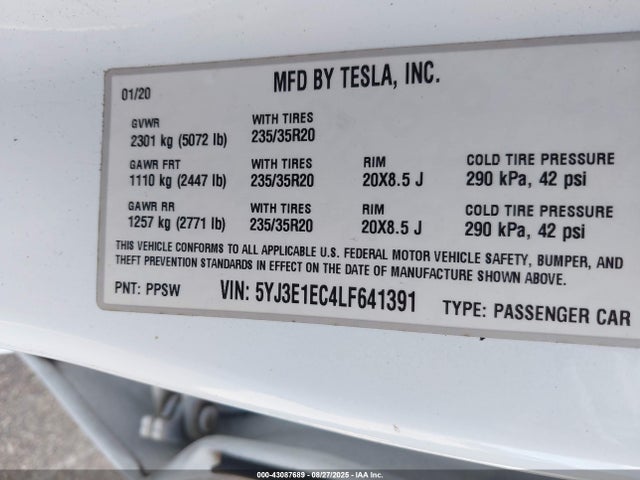 MFD BY TESLA, INC.
01/20
GVWR WITH TIRES
2301 kg (5072 lb) 235/35R20
GAWR FRT WITH TIRES RIM COLD TIRE PRESSURE
1110 kg (2447 lb) 235/35R20 20X8.5 J 290 kPa, 42 psi
GAWR RR WITH TIRES RIM COLD TIRE PRESSURE
1257 kg (2771 lb) 235/35R20 20X8.5 J 290 kPa, 42 psi
THIS VEHICLE CONFORMS TO ALL APPLICABLE U.S. FEDERAL MOTOR VEHICLE SAFETY, BUMPER, AND
THEFT PREVENTION STANDARDS IN EFFECT ON THE DATE OF MANUFACTURE SHOWN ABOVE.
PNT: PPSW VIN: 5YJ3E1EC4LF641391 TYPE: PASSENGER CAR
000-43087689 - 08/27/2025 - IAA Inc.